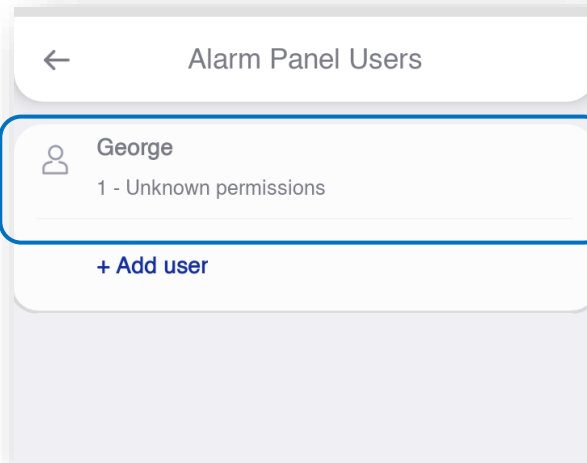 Alarm Panel Users
George
1 - Unknown permissions
+ Add user